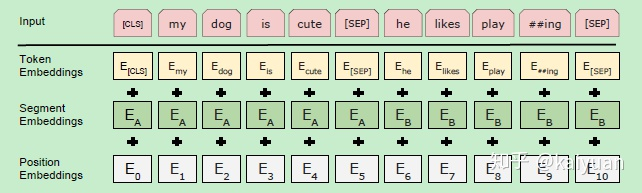 Input [CLS] my dog is cute [SEP] he likes play ##ing [SEP]
Token
Embeddings E[CLS] Emy Edog Eis Ecute E[SEP] Ehe Elikes Eplay E##ing E[SEP]
Segment
Embeddings EA EA EA EA EA EA EB EB EB EB EB
Position
Embeddings E0 E1 E2 E3 E4 E5 E6 E7 E8 E9 E10
知乎 @kaiyuan